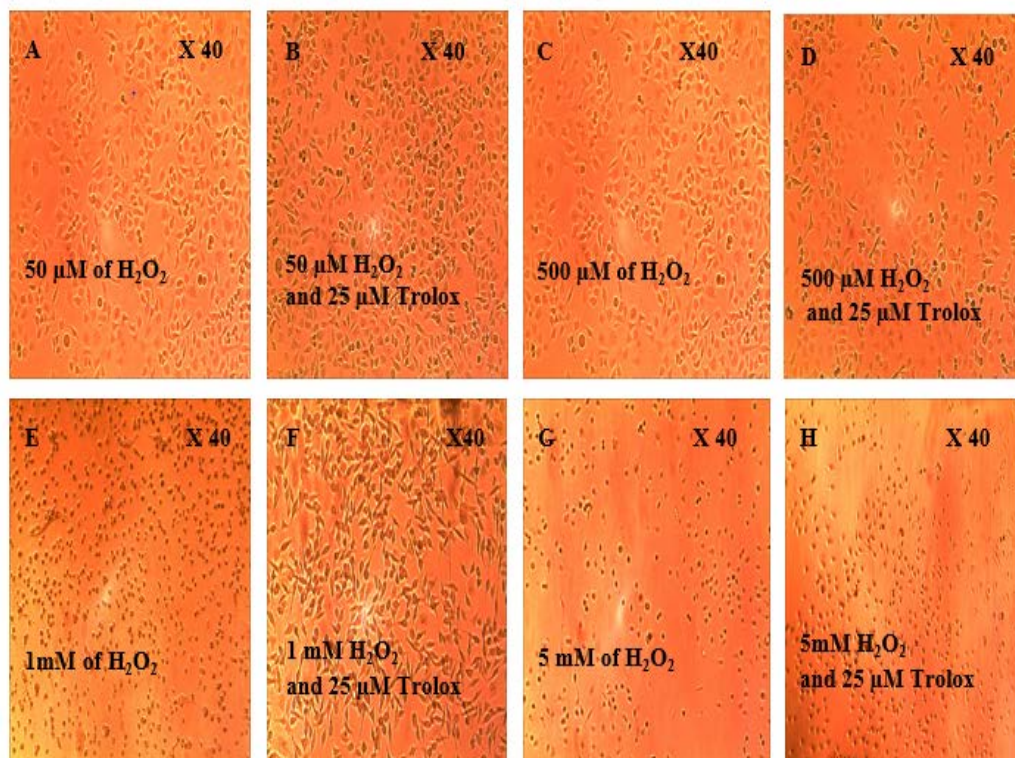 A X 40
50 μM of H₂O₂
B X 40
50 μM H₂O₂
and 25 μM Trolox
C X40
500 μM of H₂O₂
D X 40
500 μM H₂O₂
and 25 μM Trolox
E X 40
1mM of H₂O₂
F X40
1 mM H₂O₂
and 25 μM Trolox
G X 40
5 mM of H₂O₂
H X 40
5mM H₂O₂
and 25 μM Trolox